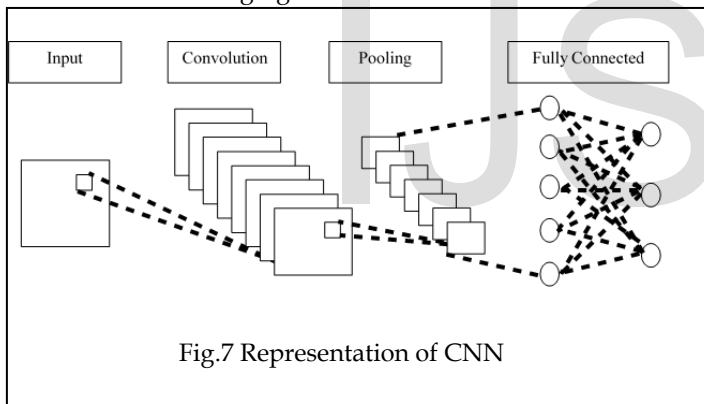 Input Convolution Pooling Fully Connected
Fig.7 Representation of CNN